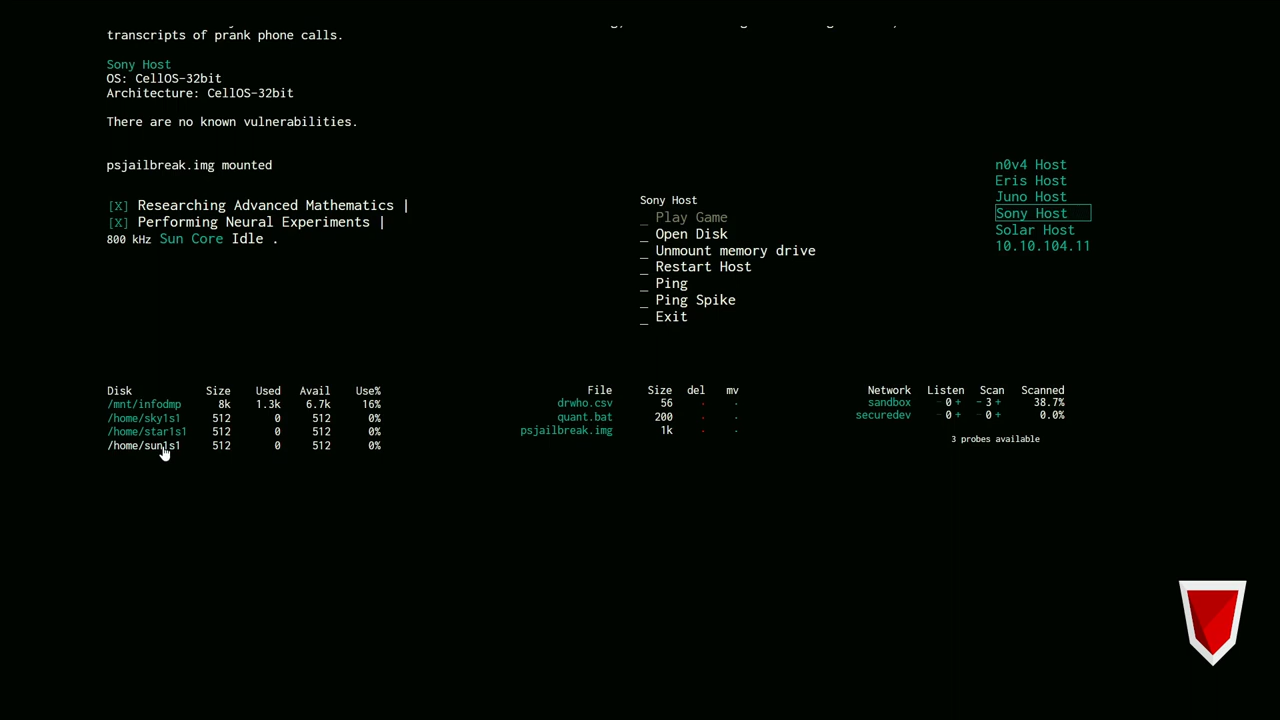 transcripts of prank phone calls.
Sony Host
OS: CellOS-32bit
Architecture: CellOS-32bit
There are no known vulnerabilities.
psjailbreak.img mounted
[X] Researching Advanced Mathematics |
[X] Performing Neural Experiments |
800 kHz Sun Core Idle .
Sony Host
_ Play Game
_ Open Disk
_ Unmount memory drive
_ Restart Host
_ Ping
_ Ping Spike
_ Exit
n0v4 Host
Eris Host
Juno Host
Sony Host
Solar Host
10.10.104.11
Disk Size Used Avail Use%
/mnt/infodmp 8k 1.3k 6.7k 16%
/home/sky1s1 512 0 512 0%
/home/star1s1 512 0 512 0%
/home/sun1s1 512 0 512 0%
File Size del mv
drwho.csv 56 . .
quant.bat 200 . .
psjailbreak.img 1k . .
Network Listen Scan Scanned
sandbox - 0 + - 3 + 38.7%
securedev - 0 + - 0 + 0.0%
3 probes available